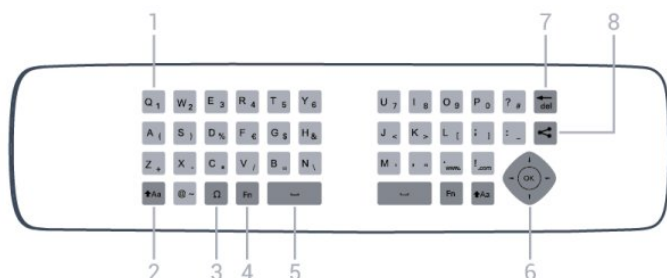 1 7 8
Q 1 W 2 E 3 R 4 T 5 Y 6 U 7 I 8 O 9 P 0 ? # del
A ( S ) D % F € G $ H & J < K > L [ ; ] : _
Z + X - C * V / B N \ M ' , " www. ! .com
Aa @ ~ Ω Fn Fn Aa OK
2 3 4 5 6